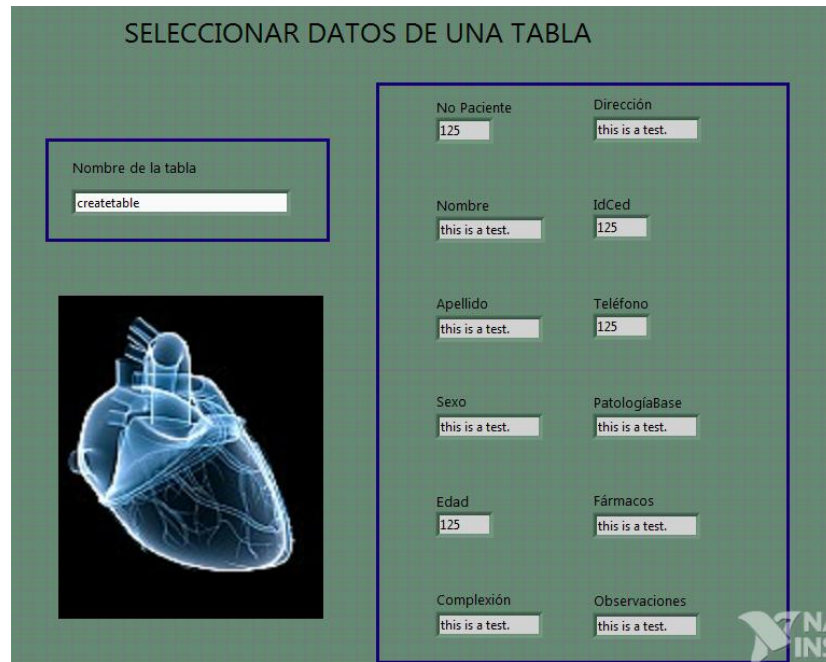 SELECCIONAR DATOS DE UNA TABLA
Nombre de la tabla
createtable
No Paciente
125
Dirección
this is a test.
Nombre
this is a test.
IdCed
125
Apellido
this is a test.
Teléfono
125
Sexo
this is a test.
PatologíaBase
this is a test.
Edad
125
Fármacos
this is a test.
Complexión
this is a test.
Observaciones
this is a test.
NA
INS